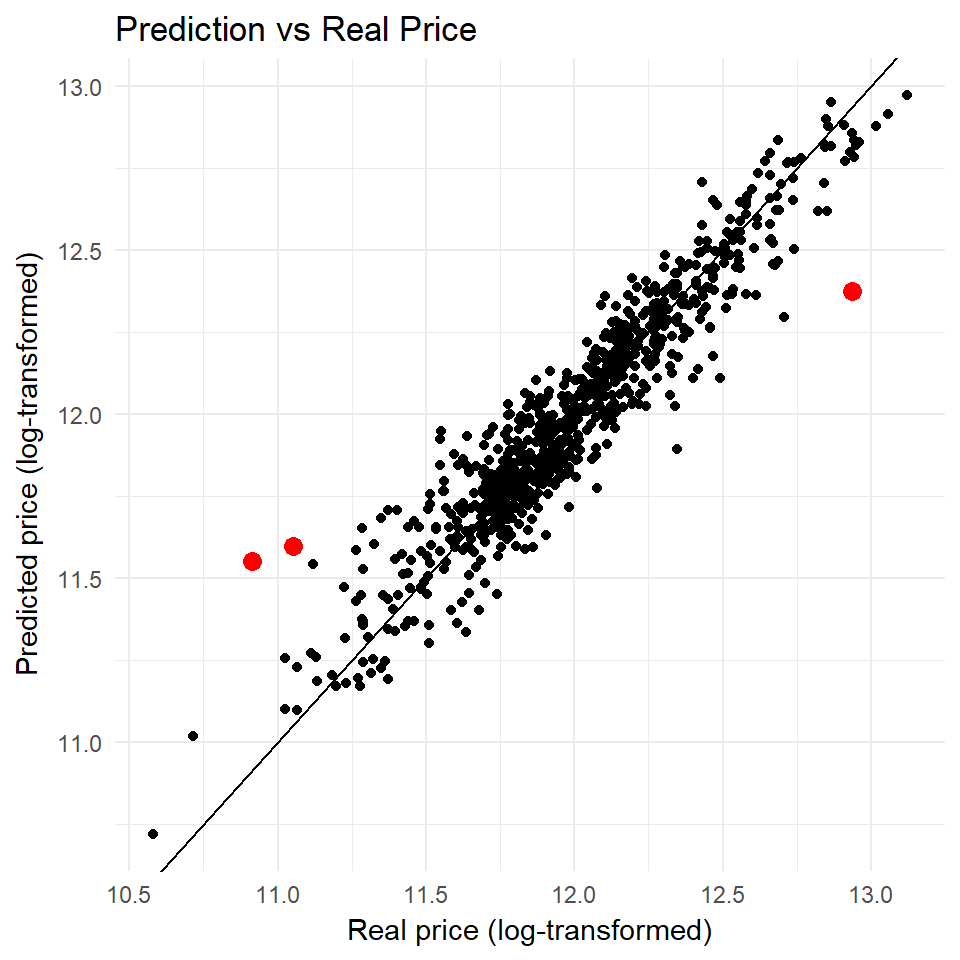 Prediction vs Real Price
13.0
12.5
12.0
11.5
11.0
Predicted price (log-transformed)
10.5 11.0 11.5 12.0 12.5 13.0
Real price (log-transformed)